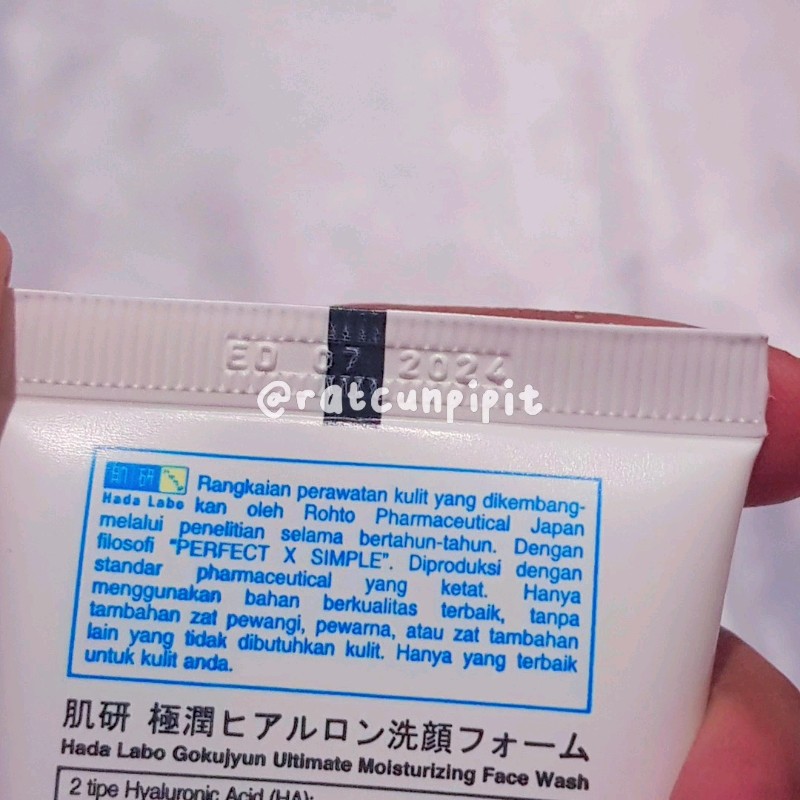 ED 07 2024
@ratcunpipit
肌研
Hada Labo
Rangkaian perawatan kulit yang dikembang-
kan oleh Rohto Pharmaceutical Japan
melalui penelitian selama bertahun-tahun. Dengan
filosofi "PERFECT X SIMPLE". Diproduksi dengan
standar pharmaceutical yang ketat. Hanya
menggunakan bahan berkualitas terbaik, tanpa
tambahan zat pewangi, pewarna, atau zat tambahan
lain yang tidak dibutuhkan kulit. Hanya yang terbaik
untuk kulit anda.
肌研 極潤ヒアルロン洗顔フォーム
Hada Labo Gokujyun Ultimate Moisturizing Face Wash
2 tipe Hyaluronic Acid (HA):